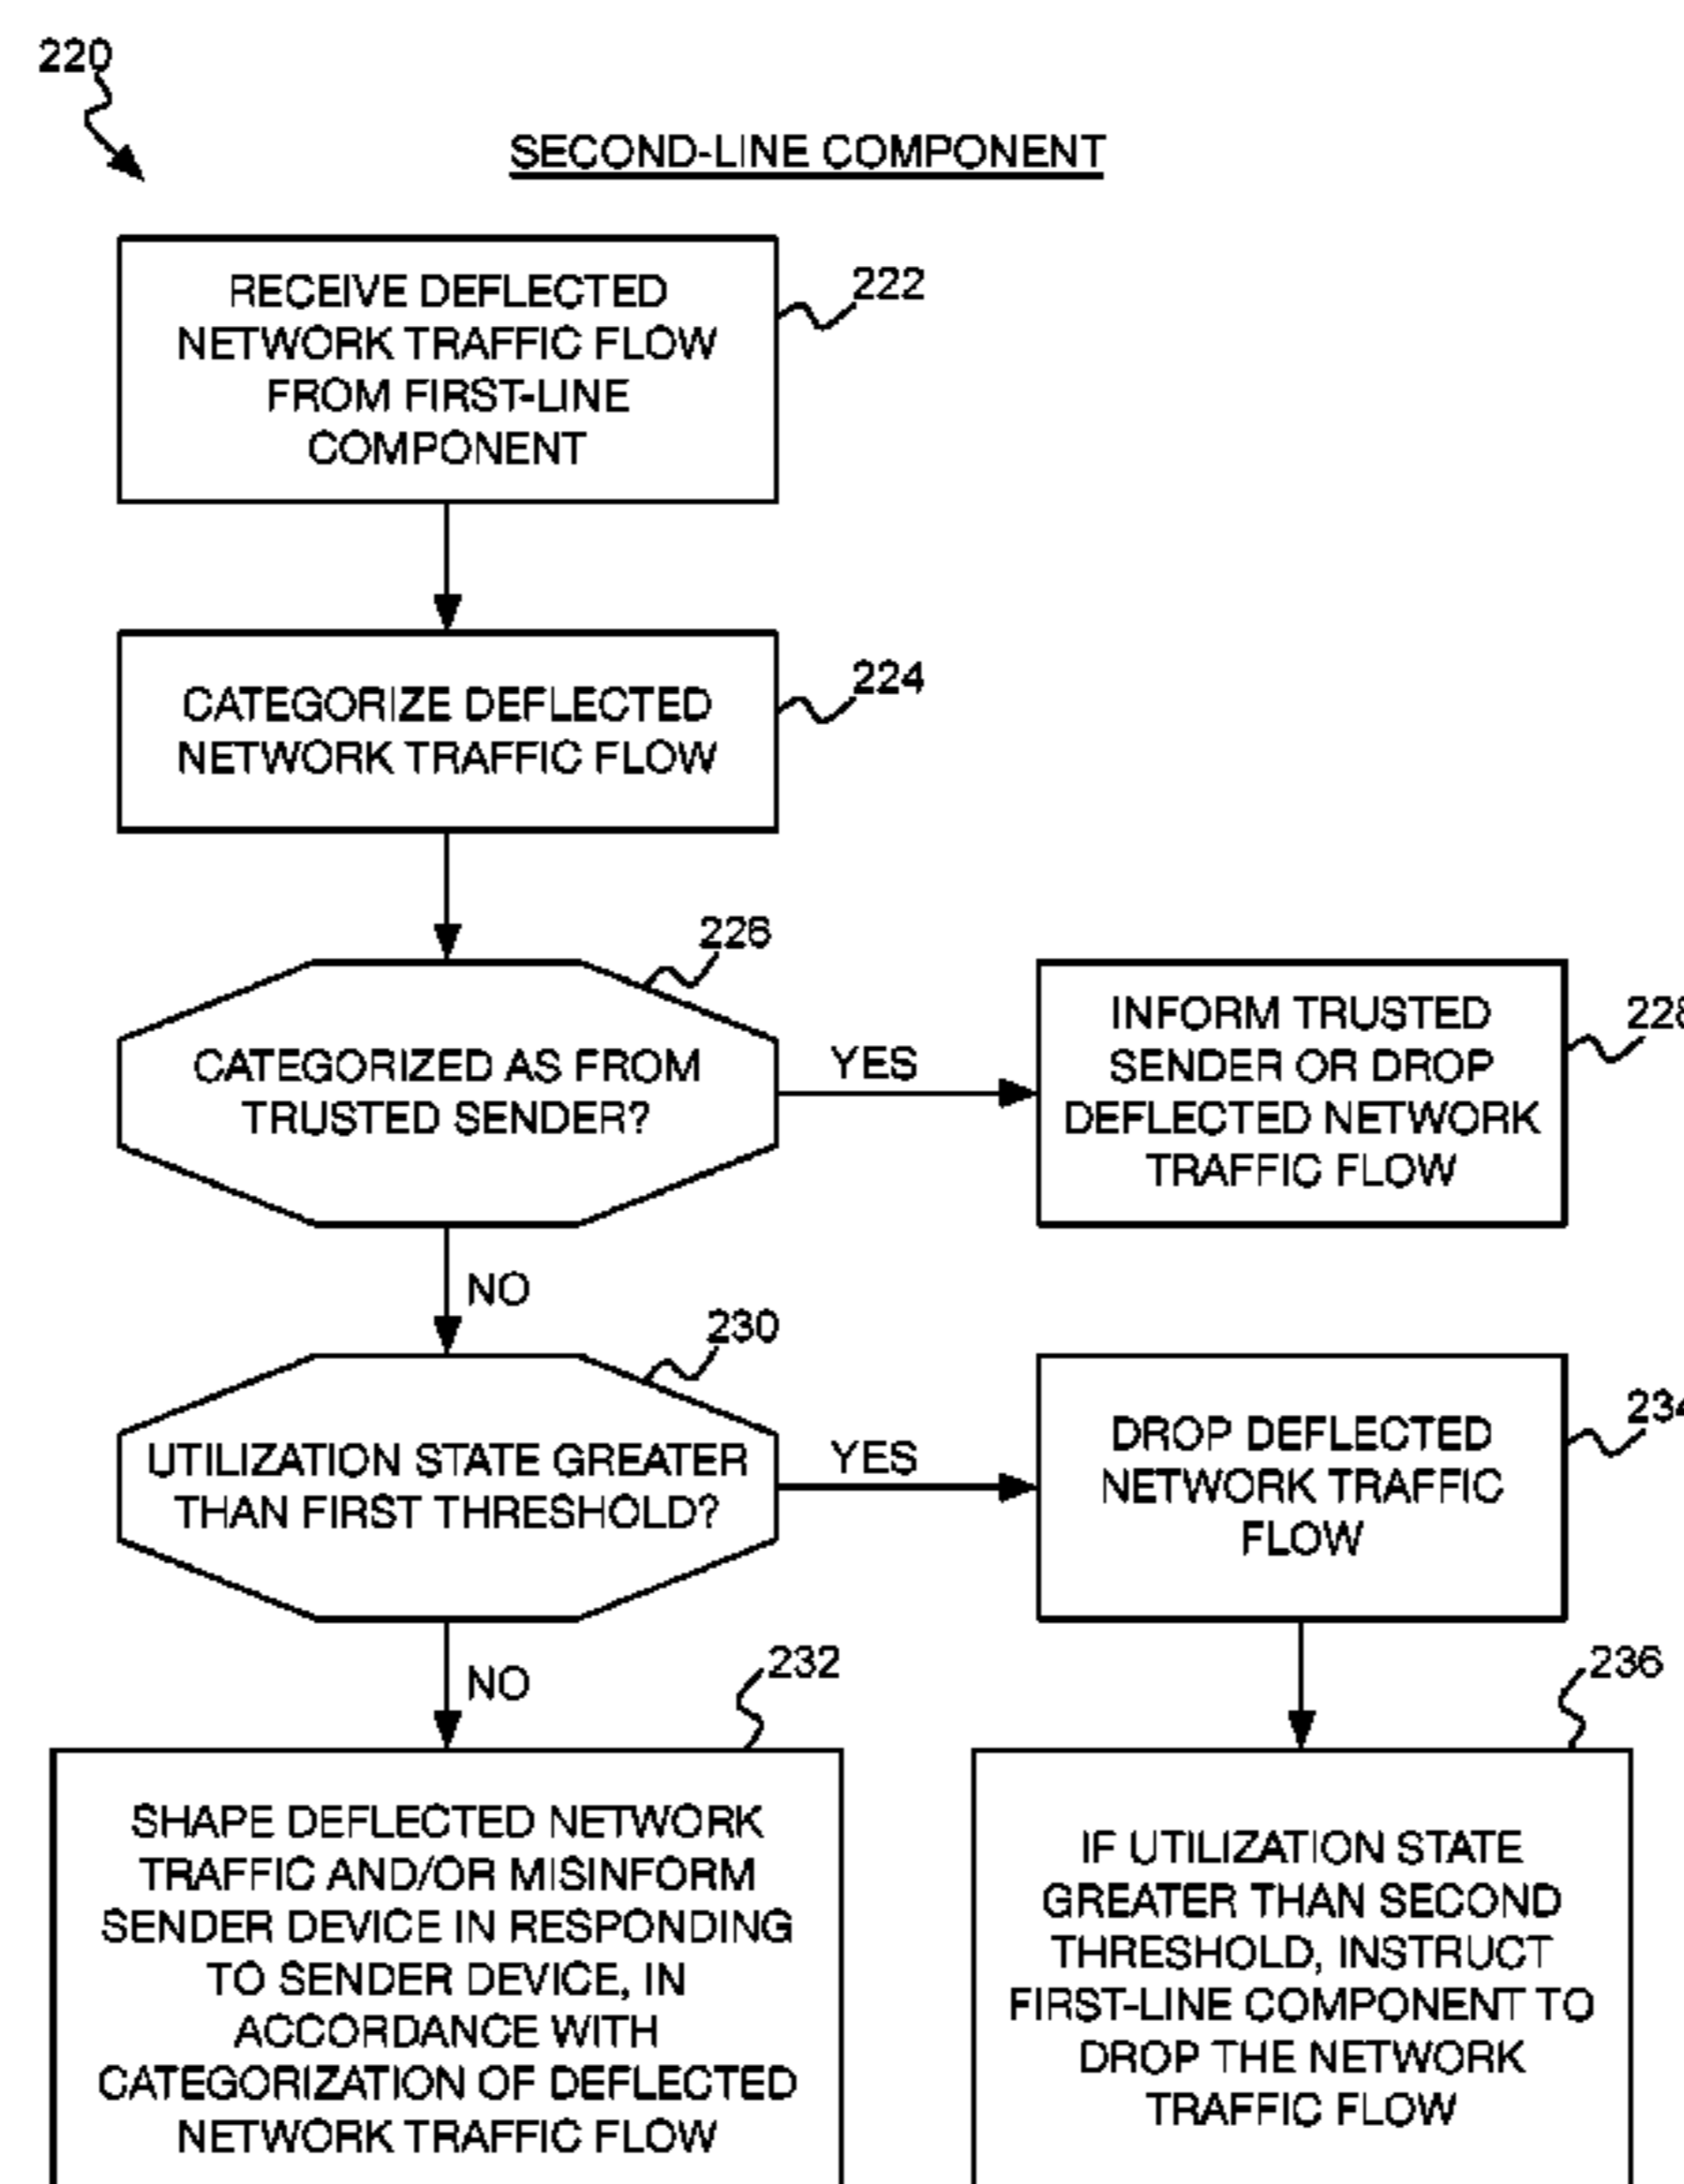 220
SECOND-LINE COMPONENT
RECEIVE DEFLECTED
NETWORK TRAFFIC FLOW
FROM FIRST-LINE
COMPONENT
222
CATEGORIZE DEFLECTED
NETWORK TRAFFIC FLOW
224
226
CATEGORIZED AS FROM
TRUSTED SENDER?
YES
INFORM TRUSTED
SENDER OR DROP
DEFLECTED NETWORK
TRAFFIC FLOW
228
NO
230
UTILIZATION STATE GREATER
THAN FIRST THRESHOLD?
YES
DROP DEFLECTED
NETWORK TRAFFIC
FLOW
234
NO
232
SHAPE DEFLECTED NETWORK
TRAFFIC AND/OR MISINFORM
SENDER DEVICE IN RESPONDING
TO SENDER DEVICE, IN
ACCORDANCE WITH
CATEGORIZATION OF DEFLECTED
NETWORK TRAFFIC FLOW
236
IF UTILIZATION STATE
GREATER THAN SECOND
THRESHOLD, INSTRUCT
FIRST-LINE COMPONENT TO
DROP THE NETWORK
TRAFFIC FLOW